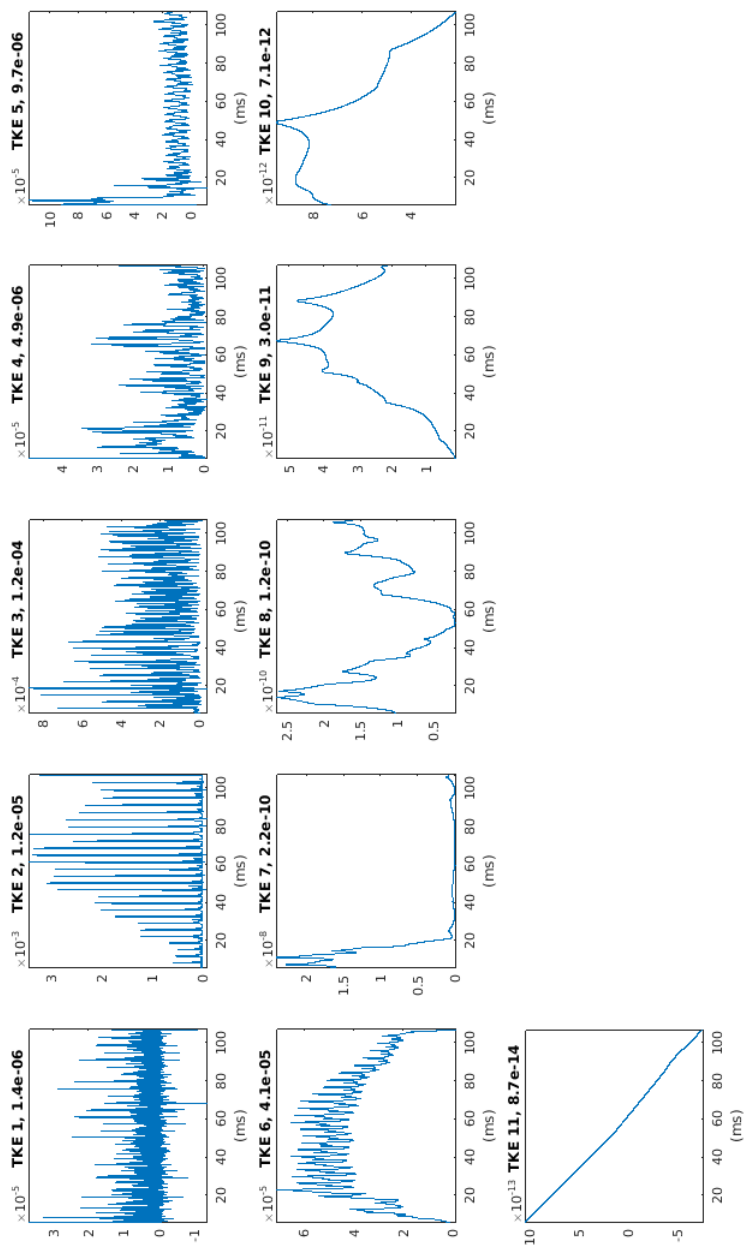 ×10⁻⁵ TKE 1, 1.4e-06
3
2
1
0
-1
20 40 60 80 100
(ms)
×10⁻³ TKE 2, 1.2e-05
3
2
1
0
20 40 60 80 100
(ms)
×10⁻⁴ TKE 3, 1.2e-04
8
6
4
2
0
20 40 60 80 100
(ms)
×10⁻⁵ TKE 4, 4.9e-06
4
3
2
1
0
20 40 60 80 100
(ms)
×10⁻⁵ TKE 5, 9.7e-06
10
8
6
4
2
0
20 40 60 80 100
(ms)
×10⁻⁵ TKE 6, 4.1e-05
6
4
2
0
20 40 60 80 100
(ms)
×10⁻⁸ TKE 7, 2.2e-10
2
1.5
1
0.5
0
20 40 60 80 100
(ms)
×10⁻¹⁰ TKE 8, 1.2e-10
2.5
2
1.5
1
0.5
20 40 60 80 100
(ms)
×10⁻¹¹ TKE 9, 3.0e-11
5
4
3
2
1
20 40 60 80 100
(ms)
×10⁻¹² TKE 10, 7.1e-12
8
6
4
20 40 60 80 100
(ms)
×10⁻¹³ TKE 11, 8.7e-14
10
5
0
-5
20 40 60 80 100
(ms)